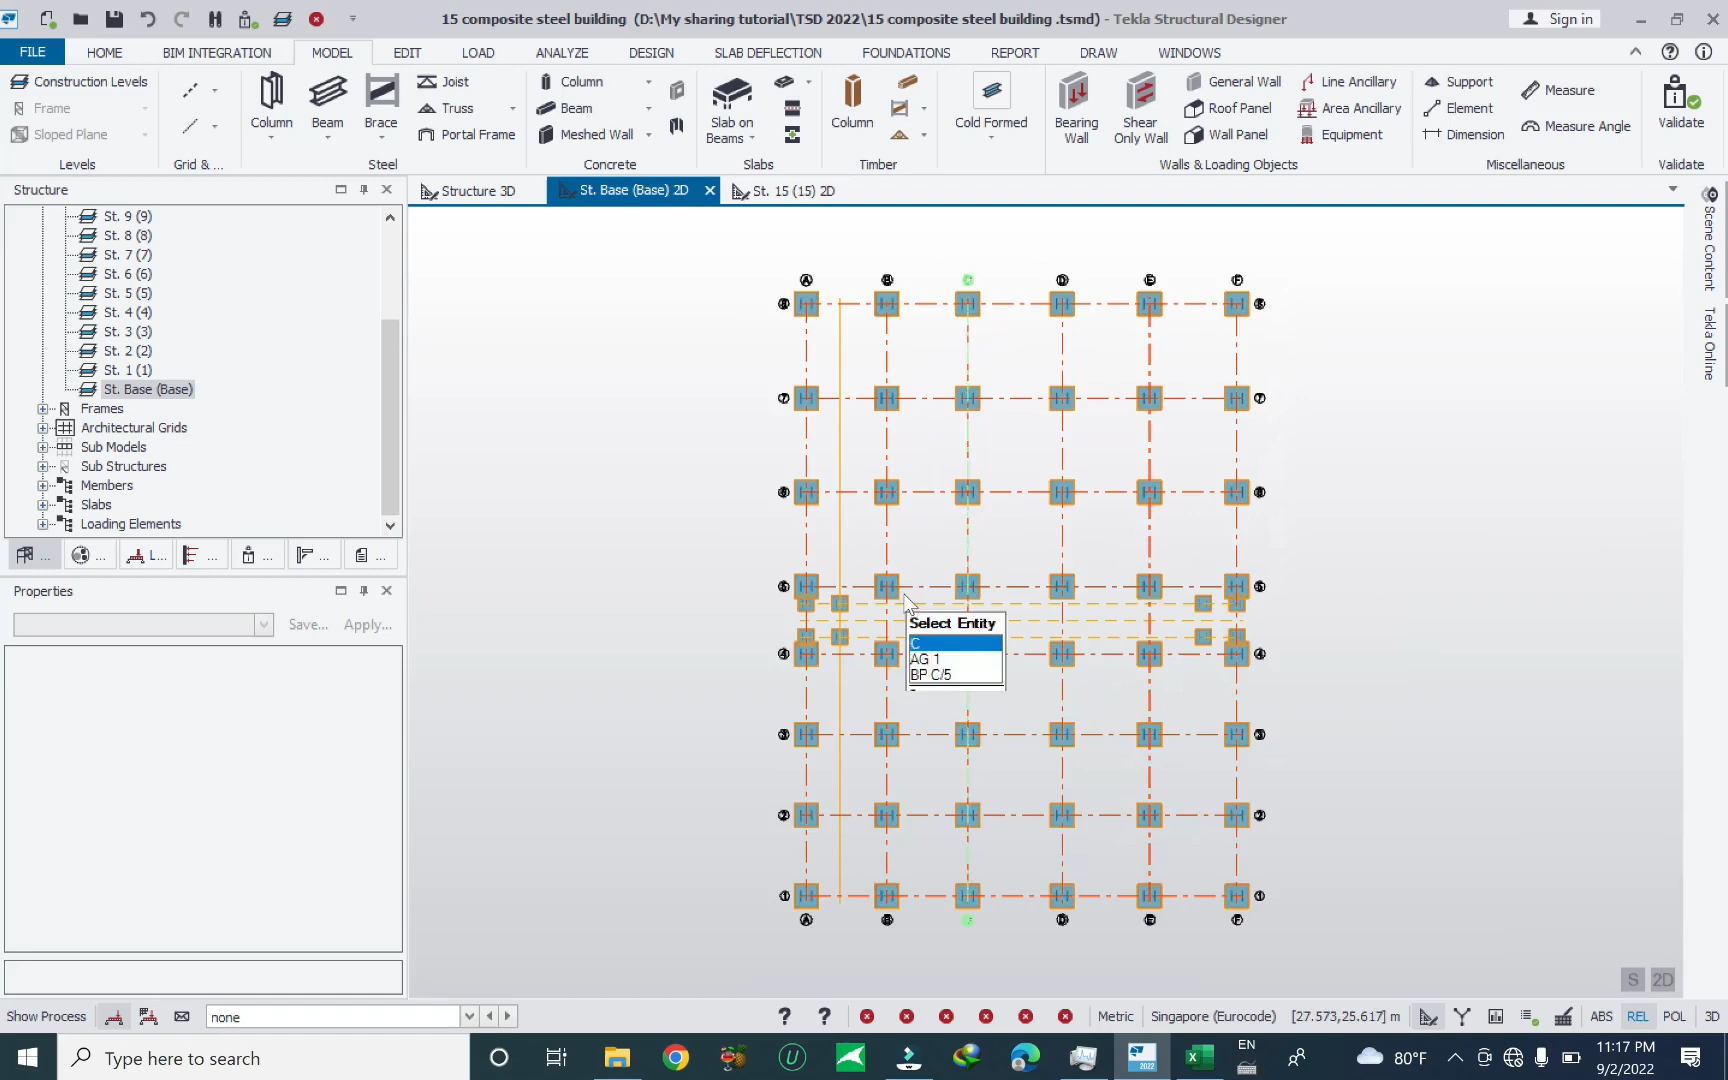 15 composite steel building  (D:\My sharing tutorial\TSD 2022\15 composite steel building .tsmd) - Tekla Structural Designer
Sign in
FILE
HOME
BIM INTEGRATION
MODEL
EDIT
LOAD
ANALYZE
DESIGN
SLAB DEFLECTION
FOUNDATIONS
REPORT
DRAW
WINDOWS
Construction Levels
Frame
Sloped Plane
Levels
Grid & ...
Column
Beam
Brace
Joist
Truss
Portal Frame
Steel
Column
Beam
Meshed Wall
Concrete
Slab on
Beams
Slabs
Column
Timber
Cold Formed
Bearing
Wall
Shear
Only Wall
General Wall
Roof Panel
Wall Panel
Line Ancillary
Area Ancillary
Equipment
Walls & Loading Objects
Support
Element
Dimension
Measure
Measure Angle
Miscellaneous
Validate
Validate
Structure
St. 9 (9)
St. 8 (8)
St. 7 (7)
St. 6 (6)
St. 5 (5)
St. 4 (4)
St. 3 (3)
St. 2 (2)
St. 1 (1)
St. Base (Base)
Frames
Architectural Grids
Sub Models
Sub Structures
Members
Slabs
Loading Elements
L...
Properties
Save...
Apply...
Structure 3D
St. Base (Base) 2D
St. 15 (15) 2D
Scene Content
Tekla Online
Select Entity
C
AG 1
BP C/5
S
2D
Show Process
none
Metric
Singapore (Eurocode)
[27.573,25.617] m
ABS
REL
POL
3D
Type here to search
2022
EN
80°F
11:17 PM
9/2/2022